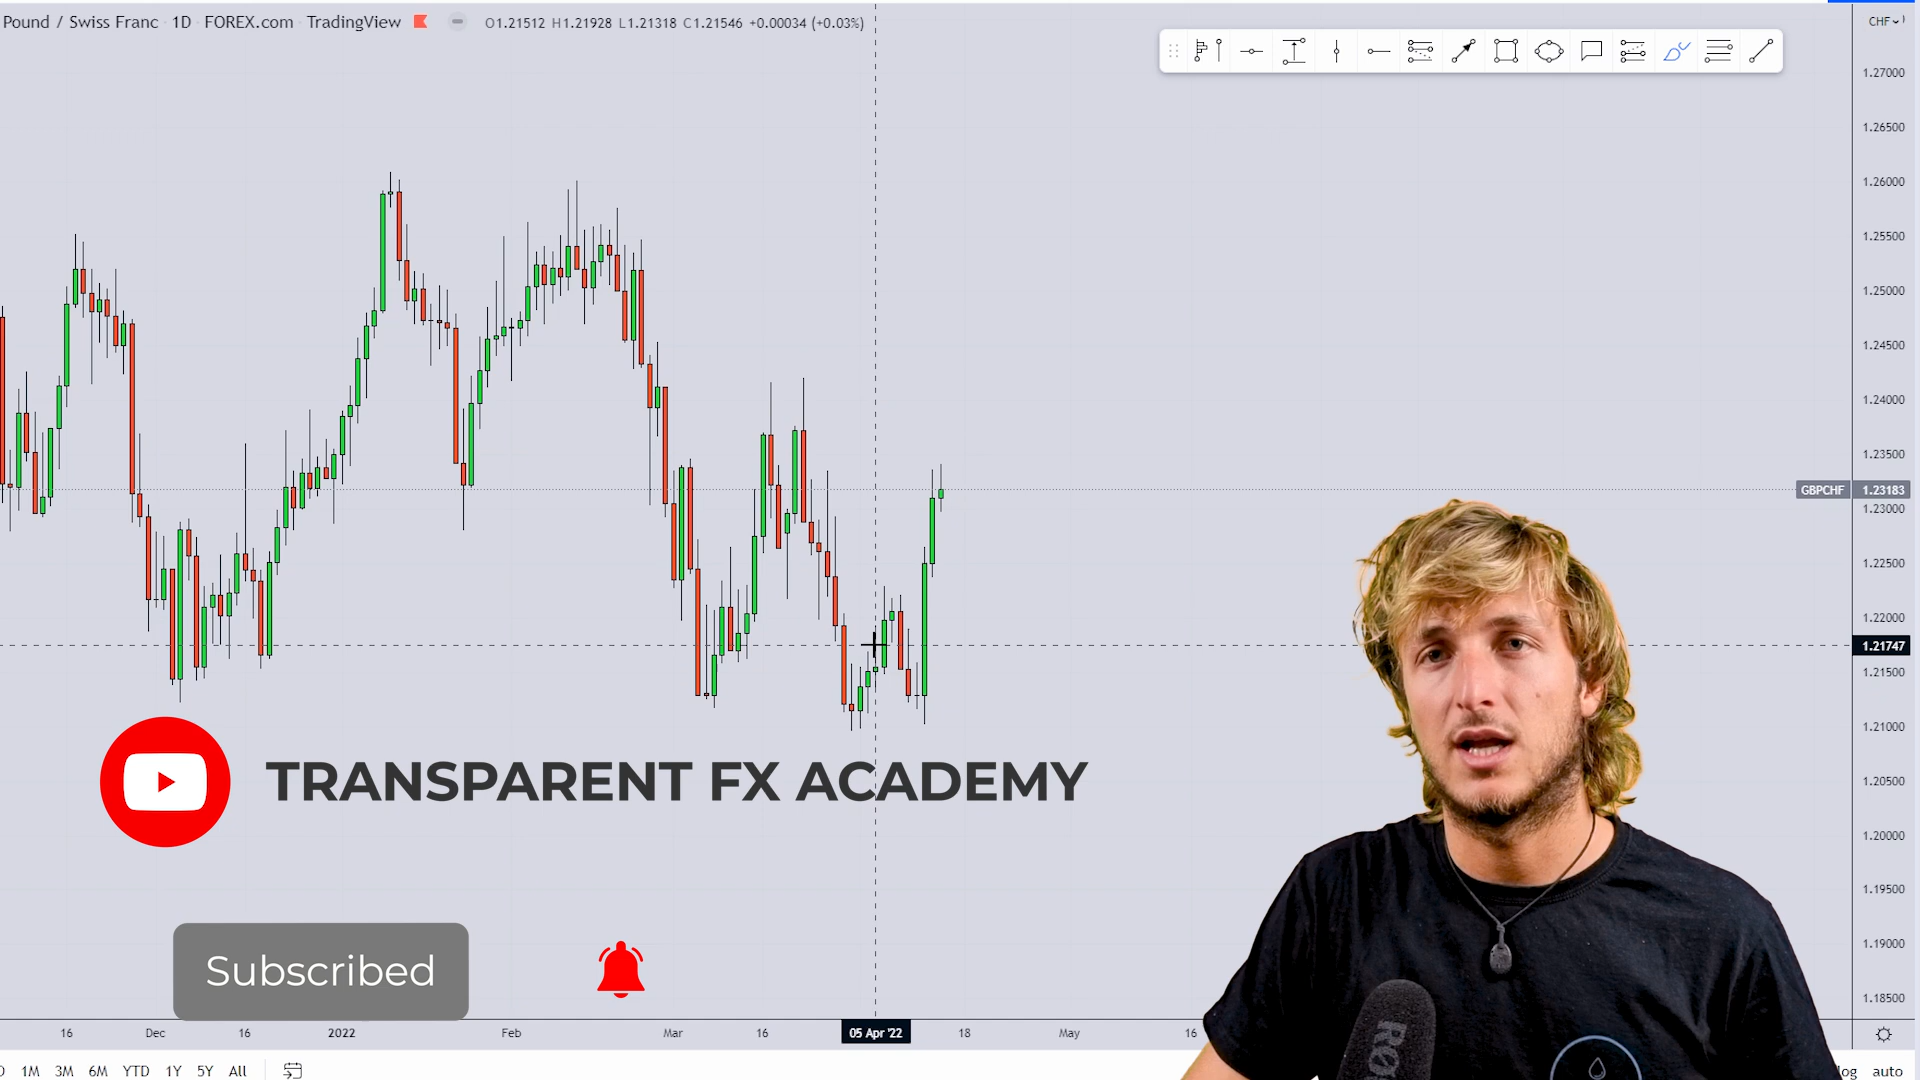 Pound / Swiss Franc · 1D · FOREX.com · TradingView O1.21512 H1.21928 L1.21318 C1.21546 +0.00034 (+0.03%)
CHF
1.27000
1.26500
1.26000
1.25500
1.25000
1.24500
1.24000
1.23500
GBPCHF 1.23183
1.23000
1.22500
1.22000
1.21747
1.21500
1.21000
1.20500
1.20000
1.19500
1.19000
1.18500
TRANSPARENT FX ACADEMY
Subscribed
RØ
16 Dec 16 2022 Feb Mar 16 05 Apr '22 18 May 16
1M 3M 6M YTD 1Y 5Y All
log auto